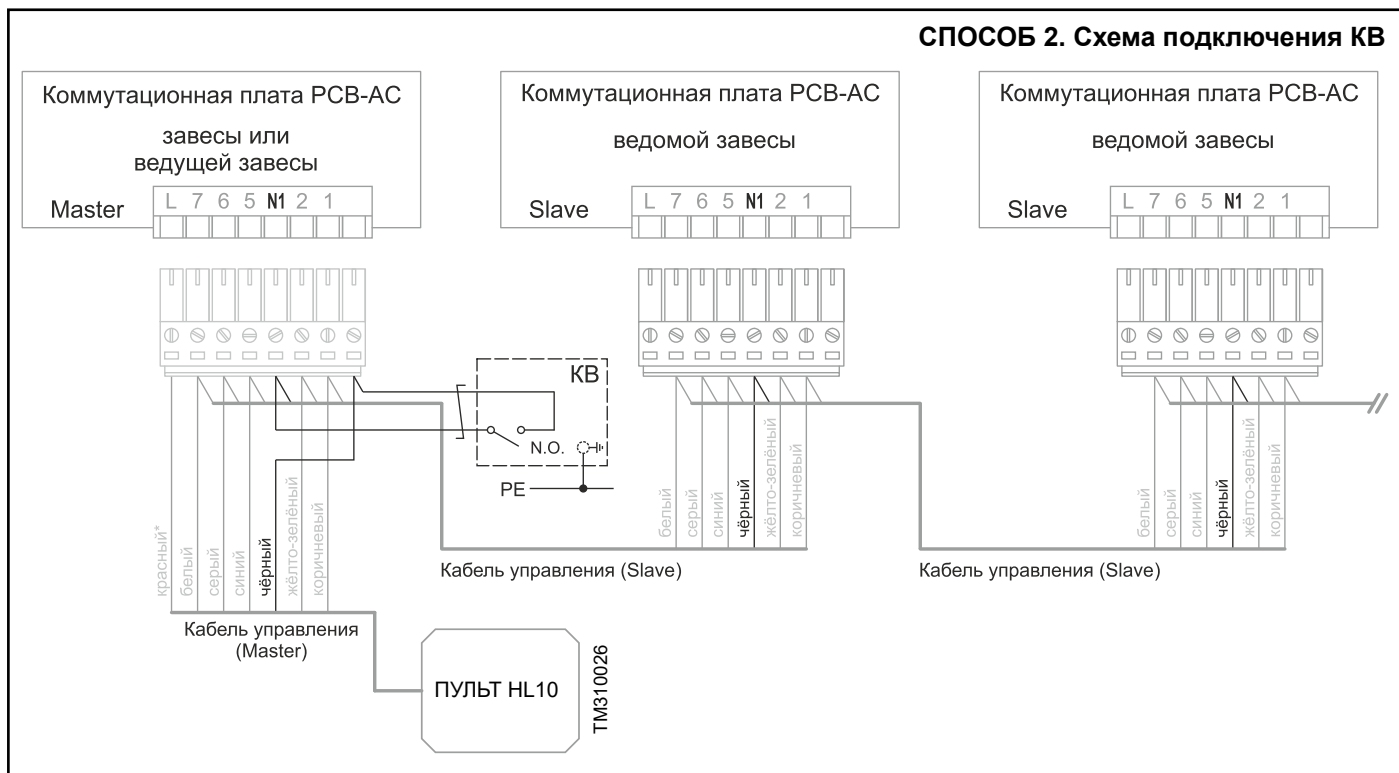 СПОСОБ 2. Схема подключения КВ
Коммутационная плата PCB-AC
завесы или
ведущей завесы
Master
L 7 6 5 N1 2 1
Коммутационная плата PCB-AC
ведомой завесы
Slave
L 7 6 5 N1 2 1
Коммутационная плата PCB-AC
ведомой завесы
Slave
L 7 6 5 N1 2 1
КВ
N.O.
PE
красный*
белый
серый
синий
чёрный
жёлто-зелёный
коричневый
белый
серый
синий
чёрный
жёлто-зелёный
коричневый
белый
серый
синий
чёрный
жёлто-зелёный
коричневый
Кабель управления (Slave)
Кабель управления (Slave)
Кабель управления
(Master)
ПУЛЬТ HL10
TM310026